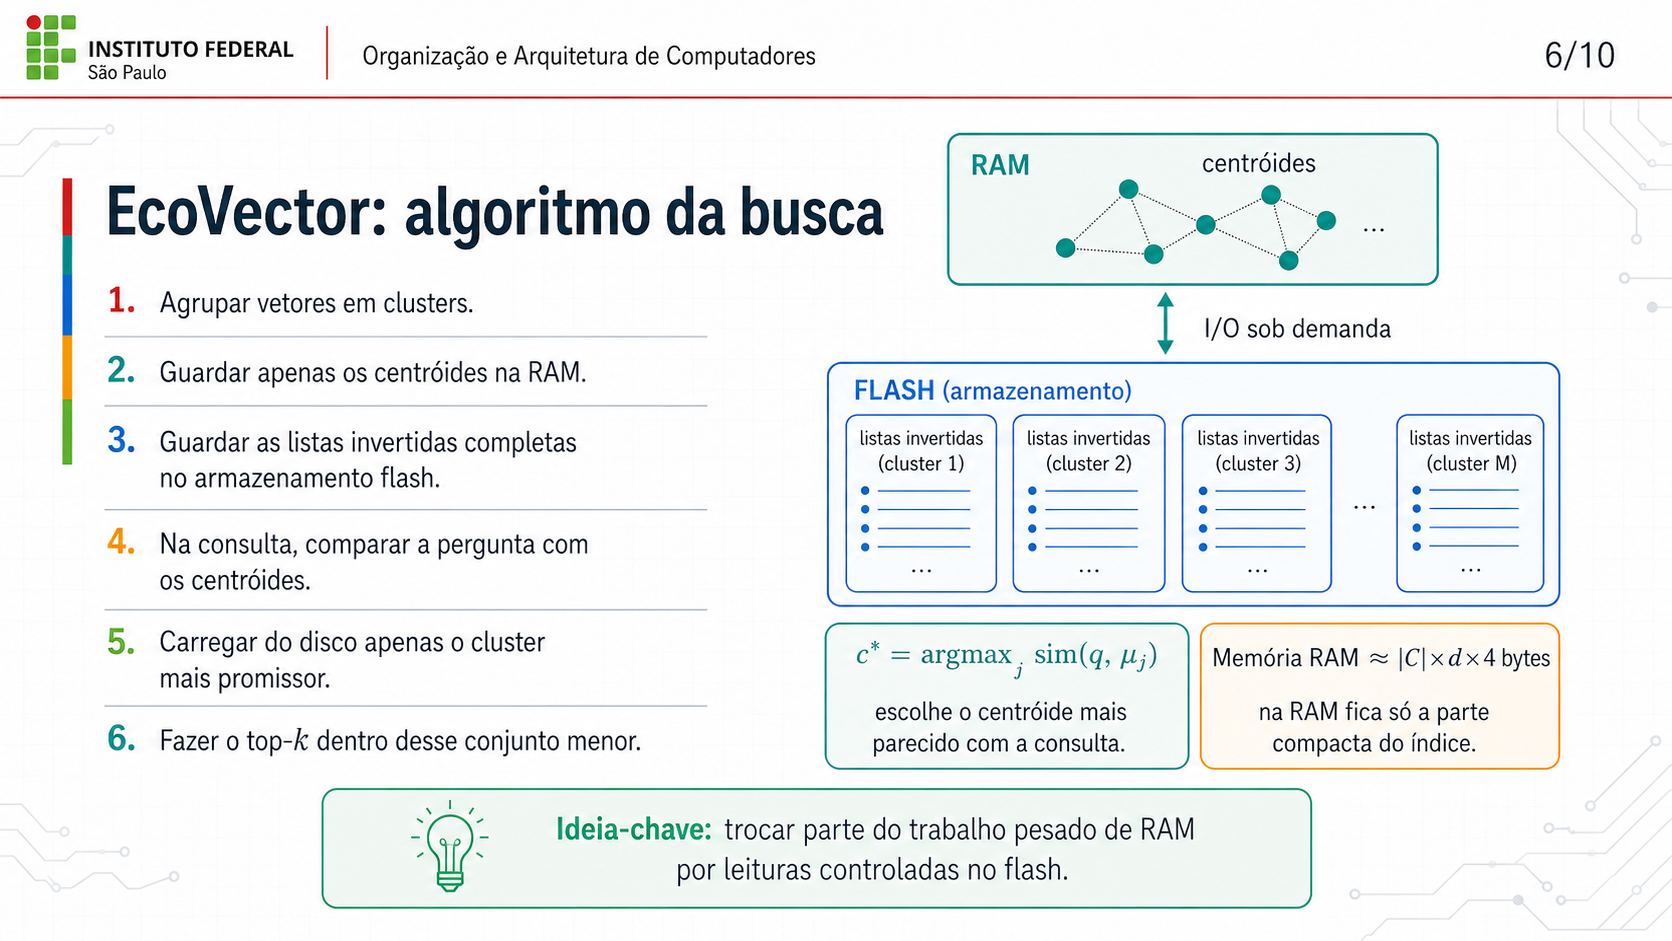 INSTITUTO FEDERAL
São Paulo
Organização e Arquitetura de Computadores
6/10
EcoVector: algoritmo da busca
1. Agrupar vetores em clusters.
2. Guardar apenas os centróides na RAM.
3. Guardar as listas invertidas completas
no armazenamento flash.
4. Na consulta, comparar a pergunta com
os centróides.
5. Carregar do disco apenas o cluster
mais promissor.
6. Fazer o top-k dentro desse conjunto menor.
RAM
centróides
...
I/O sob demanda
FLASH (armazenamento)
listas invertidas
(cluster 1)
...
listas invertidas
(cluster 2)
...
listas invertidas
(cluster 3)
...
...
listas invertidas
(cluster M)
...
c* = argmax j sim(q, μj)
escolhe o centróide mais
parecido com a consulta.
Memória RAM ≈ |C|×d×4 bytes
na RAM fica só a parte
compacta do índice.
Ideia-chave: trocar parte do trabalho pesado de RAM
por leituras controladas no flash.